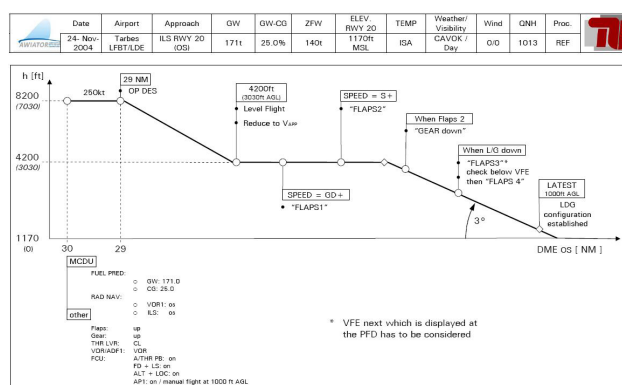 Date Airport Approach GW GW-CG ZFW ELEV. RWY 20 TEMP Weather/ Visibility Wind QNH Proc.
AWIATOR 24- Nov- 2004 Tarbes LFBT/LDE ILS RWY 20 (OS) 171t 25.0% 140t 1170ft MSL ISA CAVOK / Day 0/0 1013 REF
h [ft]
8200
(7030)
250kt
29 NM
OP DES
4200ft
(3030ft AGL)
Level Flight
Reduce to VAPP
SPEED = S+
"FLAPS2"
When Flaps 2
"GEAR down"
When L/G down
"FLAPS3"*
check below VFE
then "FLAPS 4"
4200
(3030)
SPEED = GD+
"FLAPS1"
LATEST
1000ft AGL
LDG
configuration
established
3°
1170
(0)
30
29
DME os [ NM ]
MCDU
FUEL PRED:
o GW: 171.0
o CG: 25.0
RAD NAV:
o VOR1: os
o ILS: os
other
Flaps: up
Gear: up
THR LVR: CL
VOR/ADF1: VOR
FCU: A/THR PB: on
FD + LS: on
ALT + LOC: on
AP1: on / manual flight at 1000 ft AGL
* VFE next which is displayed at
the PFD has to be considered